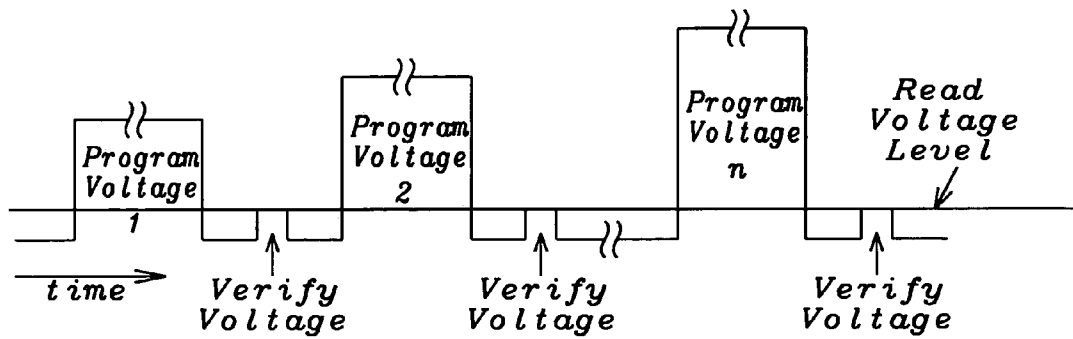 Program
Voltage
1
Program
Voltage
2
Program
Voltage
n
Read
Voltage
Level
time
Verify
Voltage
Verify
Voltage
Verify
Voltage